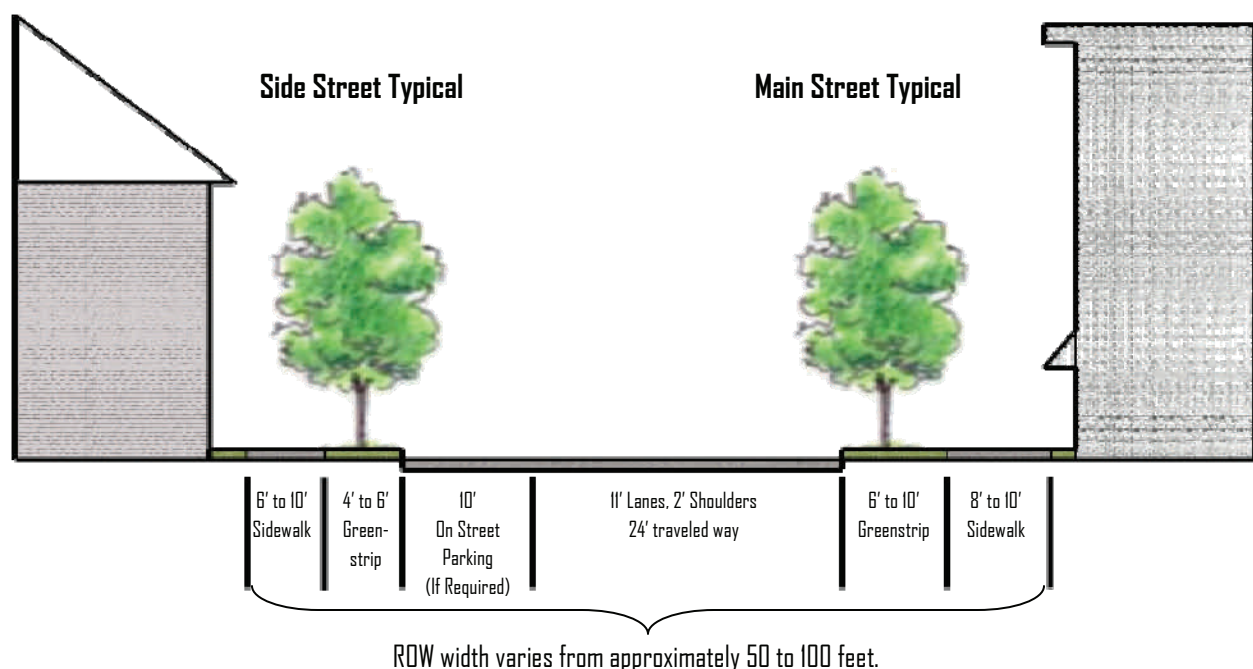 Side Street Typical
Main Street Typical
6' to 10'
Sidewalk
4' to 6'
Green-
strip
10'
On Street
Parking
(If Required)
11' Lanes, 2' Shoulders
24' traveled way
6' to 10'
Greenstrip
8' to 10'
Sidewalk
ROW width varies from approximately 50 to 100 feet.